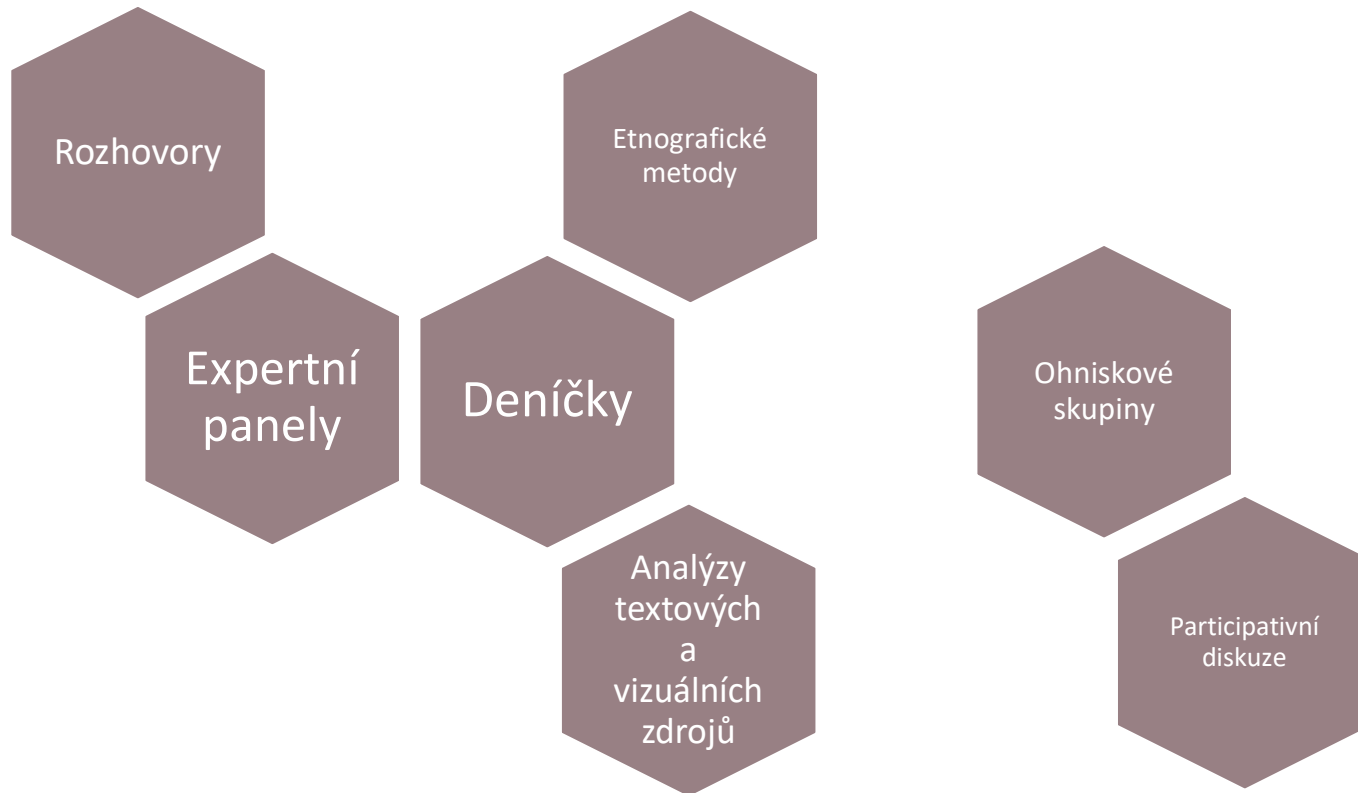 Rozhovory
Etnografické
metody
Expertní
panely
Deníčky
Ohniskové
skupiny
Analýzy
textových
a
vizuálních
zdrojů
Participativní
diskuze